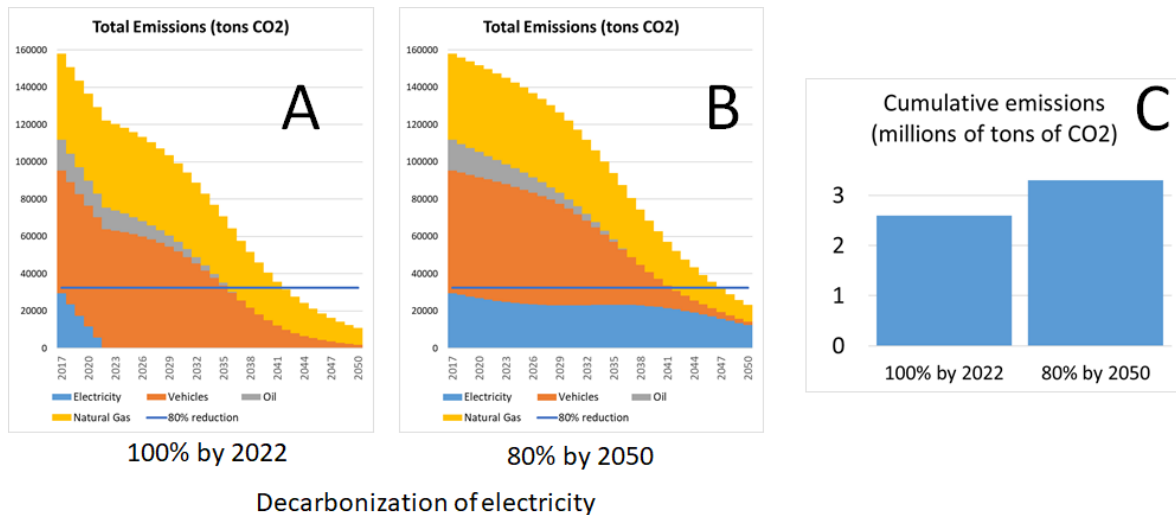 Total Emissions (tons CO2)
160000
140000
120000
100000
80000
60000
40000
20000
0
A
2017
2020
2023
2026
2029
2032
2035
2038
2041
2044
2047
2050
Electricity
Vehicles
Oil
Natural Gas
80% reduction
100% by 2022
Total Emissions (tons CO2)
160000
140000
120000
100000
80000
60000
40000
20000
0
B
2017
2020
2023
2026
2029
2032
2035
2038
2041
2044
2047
2050
Electricity
Vehicles
Oil
Natural Gas
80% reduction
80% by 2050
Decarbonization of electricity
Cumulative emissions
(millions of tons of CO2)
C
3
2
1
0
100% by 2022
80% by 2050